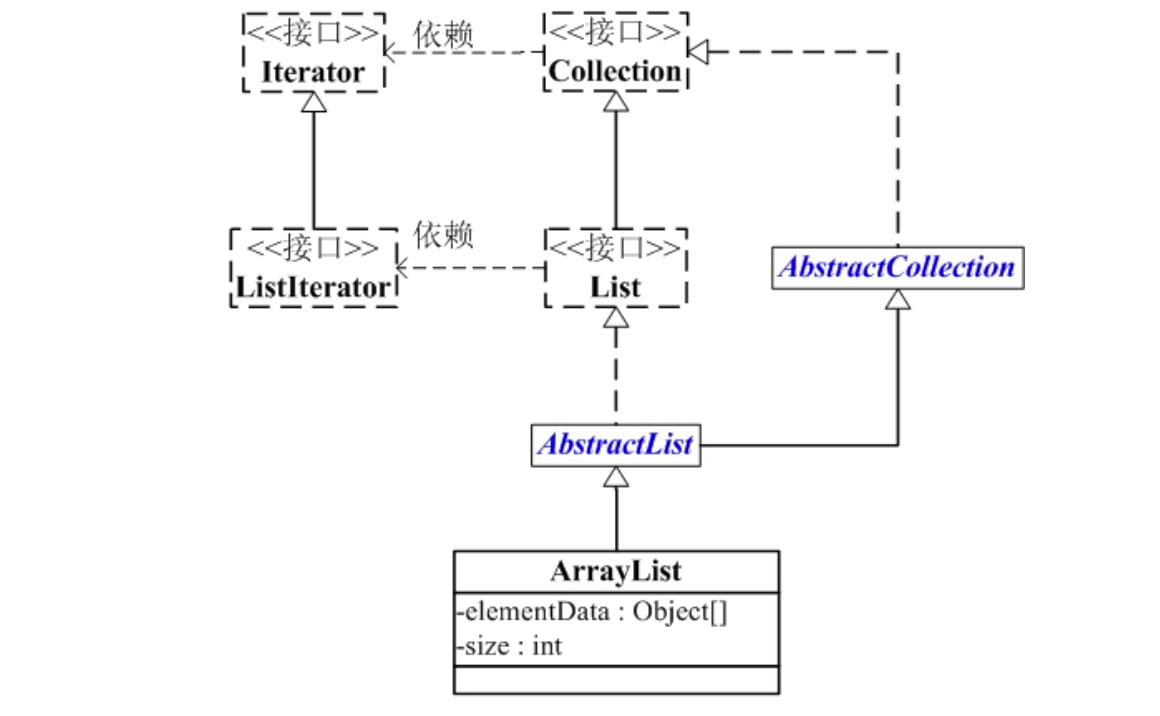 <<接口>>
Iterator
依赖
<<接口>>
Collection
<<接口>>
ListIterator
依赖
<<接口>>
List
AbstractCollection
AbstractList
ArrayList
-elementData : Object[]
-size : int